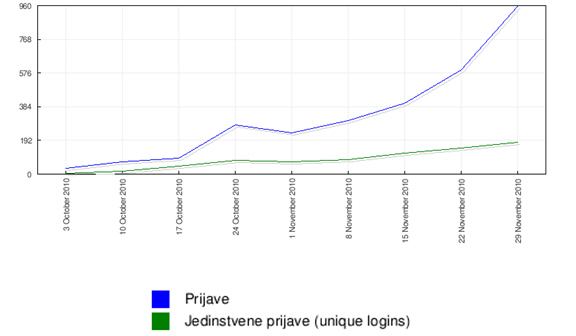 960
768
576
384
192
0
3 October 2010
10 October 2010
17 October 2010
24 October 2010
1 November 2010
8 November 2010
15 November 2010
22 November 2010
29 November 2010
Prijave
Jedinstvene prijave (unique logins)